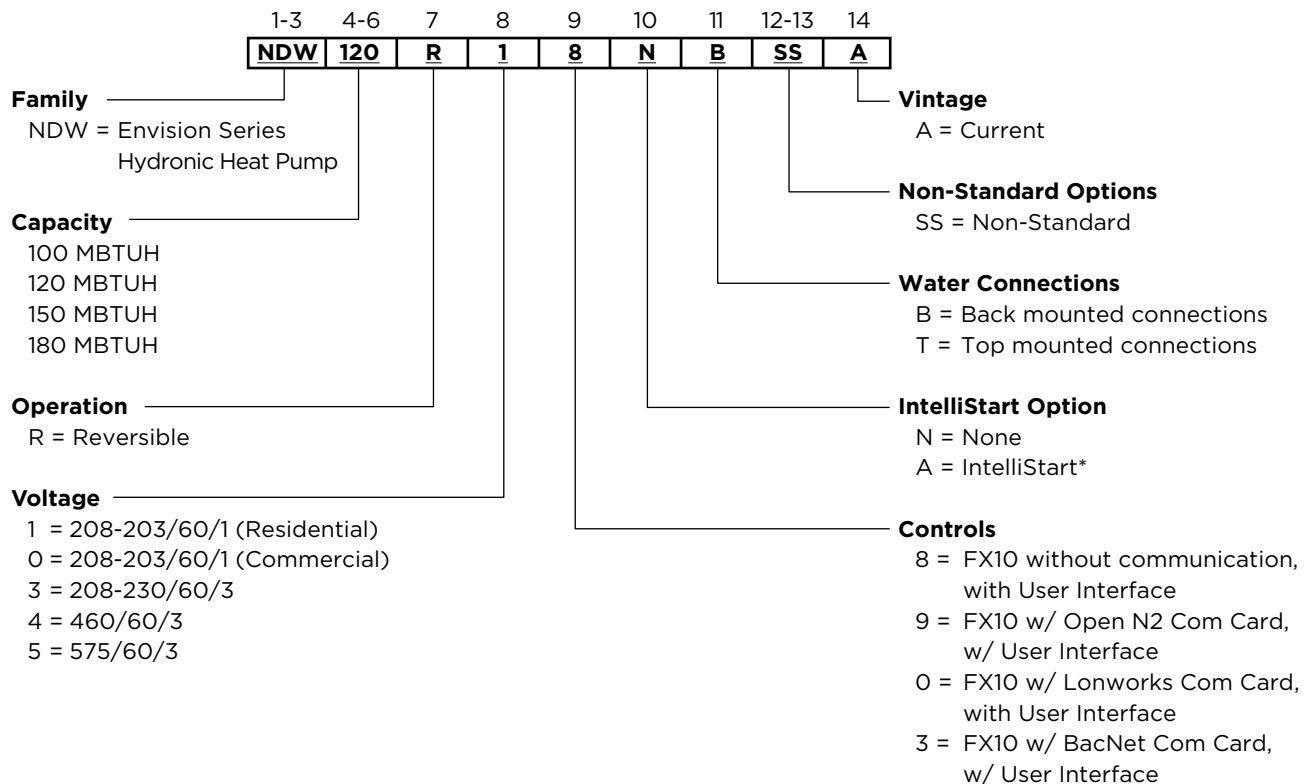 1-3 4-6 7 8 9 10 11 12-13 14
NDW 120 R 1 8 N B SS A
Family
NDW = Envision Series
Hydronic Heat Pump
Capacity
100 MBTUH
120 MBTUH
150 MBTUH
180 MBTUH
Operation
R = Reversible
Voltage
1 = 208-203/60/1 (Residential)
0 = 208-203/60/1 (Commercial)
3 = 208-230/60/3
4 = 460/60/3
5 = 575/60/3
Vintage
A = Current
Non-Standard Options
SS = Non-Standard
Water Connections
B = Back mounted connections
T = Top mounted connections
IntelliStart Option
N = None
A = IntelliStart*
Controls
8 = FX10 without communication,
with User Interface
9 = FX10 w/ Open N2 Com Card,
w/ User Interface
0 = FX10 w/ Lonworks Com Card,
with User Interface
3 = FX10 w/ BacNet Com Card,
w/ User Interface